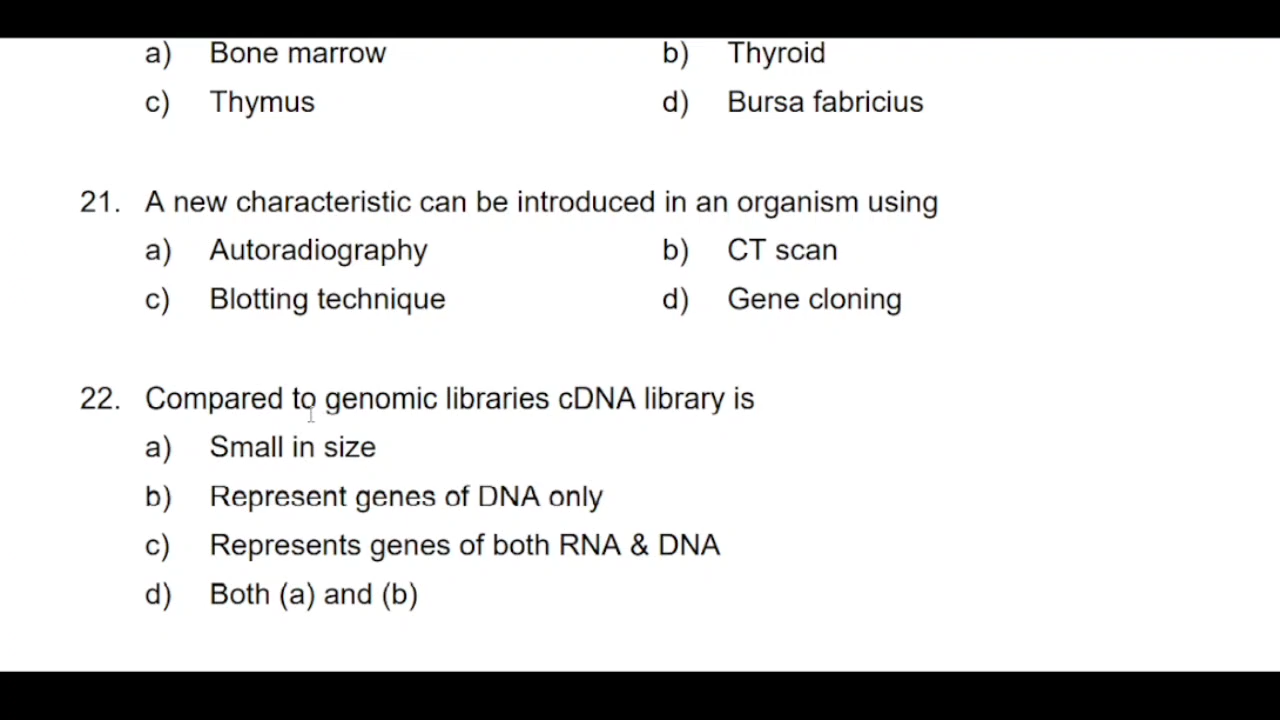 a) Bone marrow b) Thyroid
c) Thymus d) Bursa fabricius
21. A new characteristic can be introduced in an organism using
a) Autoradiography b) CT scan
c) Blotting technique d) Gene cloning
22. Compared to genomic libraries cDNA library is
a) Small in size
b) Represent genes of DNA only
c) Represents genes of both RNA & DNA
d) Both (a) and (b)